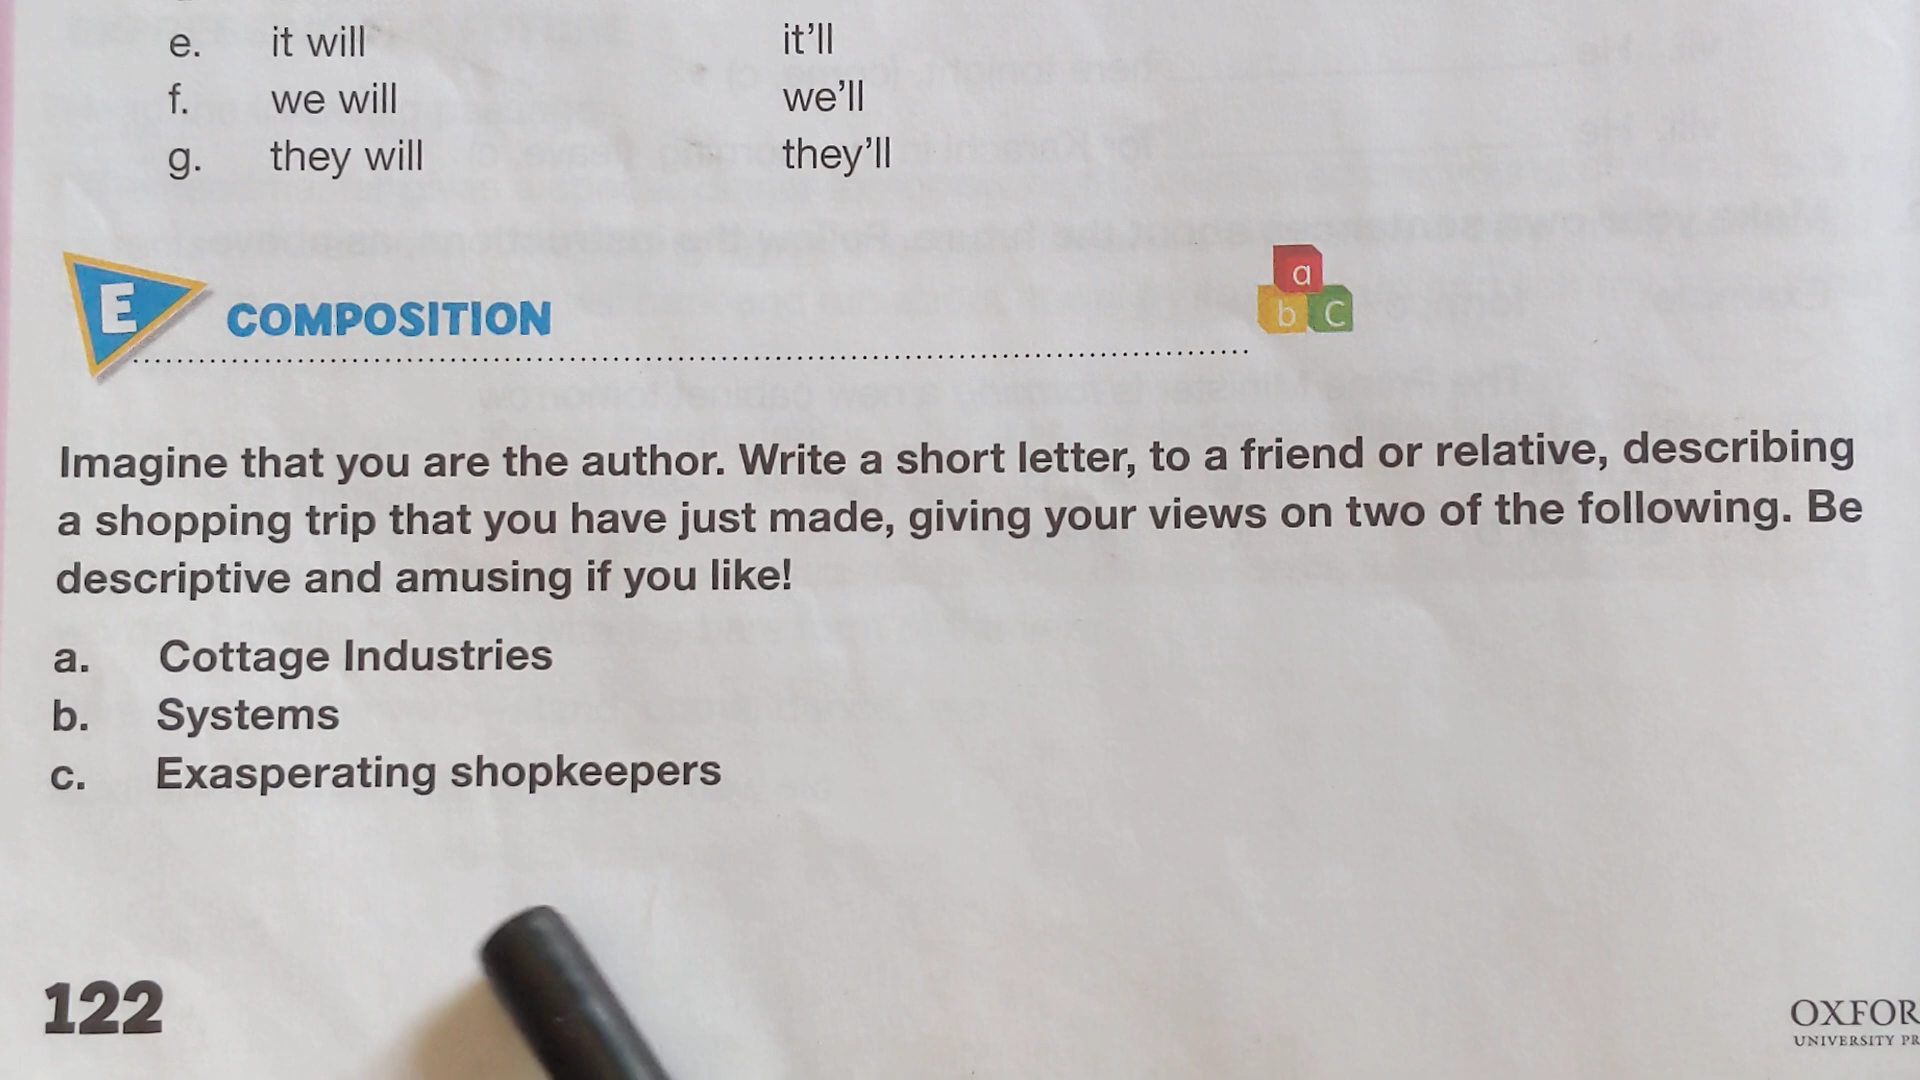 e. it will it’ll
f. we will we’ll
g. they will they’ll
E COMPOSITION
a
b c
Imagine that you are the author. Write a short letter, to a friend or relative, describing
a shopping trip that you have just made, giving your views on two of the following. Be
descriptive and amusing if you like!
a. Cottage Industries
b. Systems
c. Exasperating shopkeepers
122
OXFOR
UNIVERSITY PR